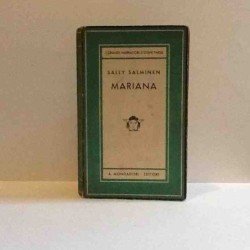 SALLY SALMINEN
MARIANA
A. MONDADORI EDITORE